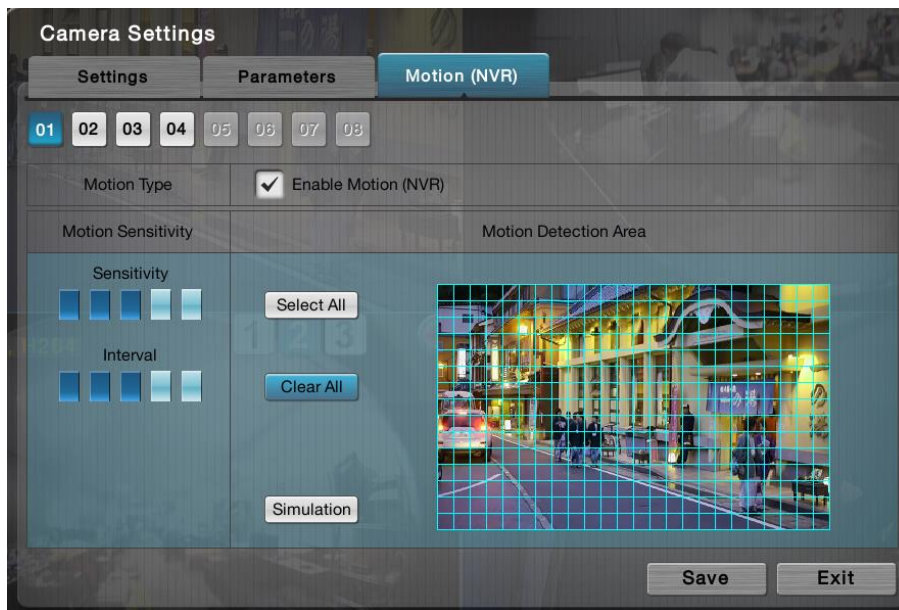 Camera Settings
Settings Parameters Motion (NVR)
01 02 03 04 05 06 07 08
Motion Type Enable Motion (NVR)
Motion Sensitivity Motion Detection Area
Sensitivity
Select All
Interval
Clear All
Simulation
Save Exit